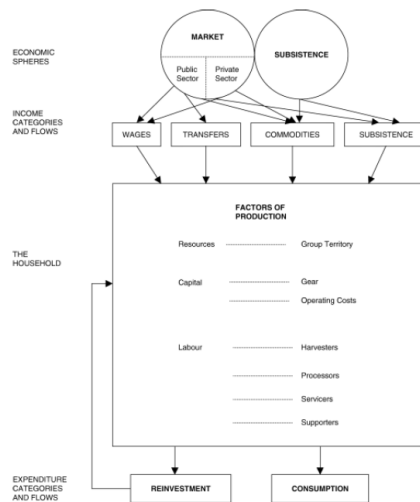 ECONOMIC
SPHERES
MARKET
Public
Sector
Private
Sector
SUBSISTENCE
INCOME
CATEGORIES
AND FLOWS
WAGES
TRANSFERS
COMMODITIES
SUBSISTENCE
THE
HOUSEHOLD
FACTORS OF
PRODUCTION
Resources
Group Territory
Capital
Gear
Operating Costs
Labour
Harvesters
Processors
Servicers
Supporters
EXPENDITURE
CATEGORIES
AND FLOWS
REINVESTMENT
CONSUMPTION